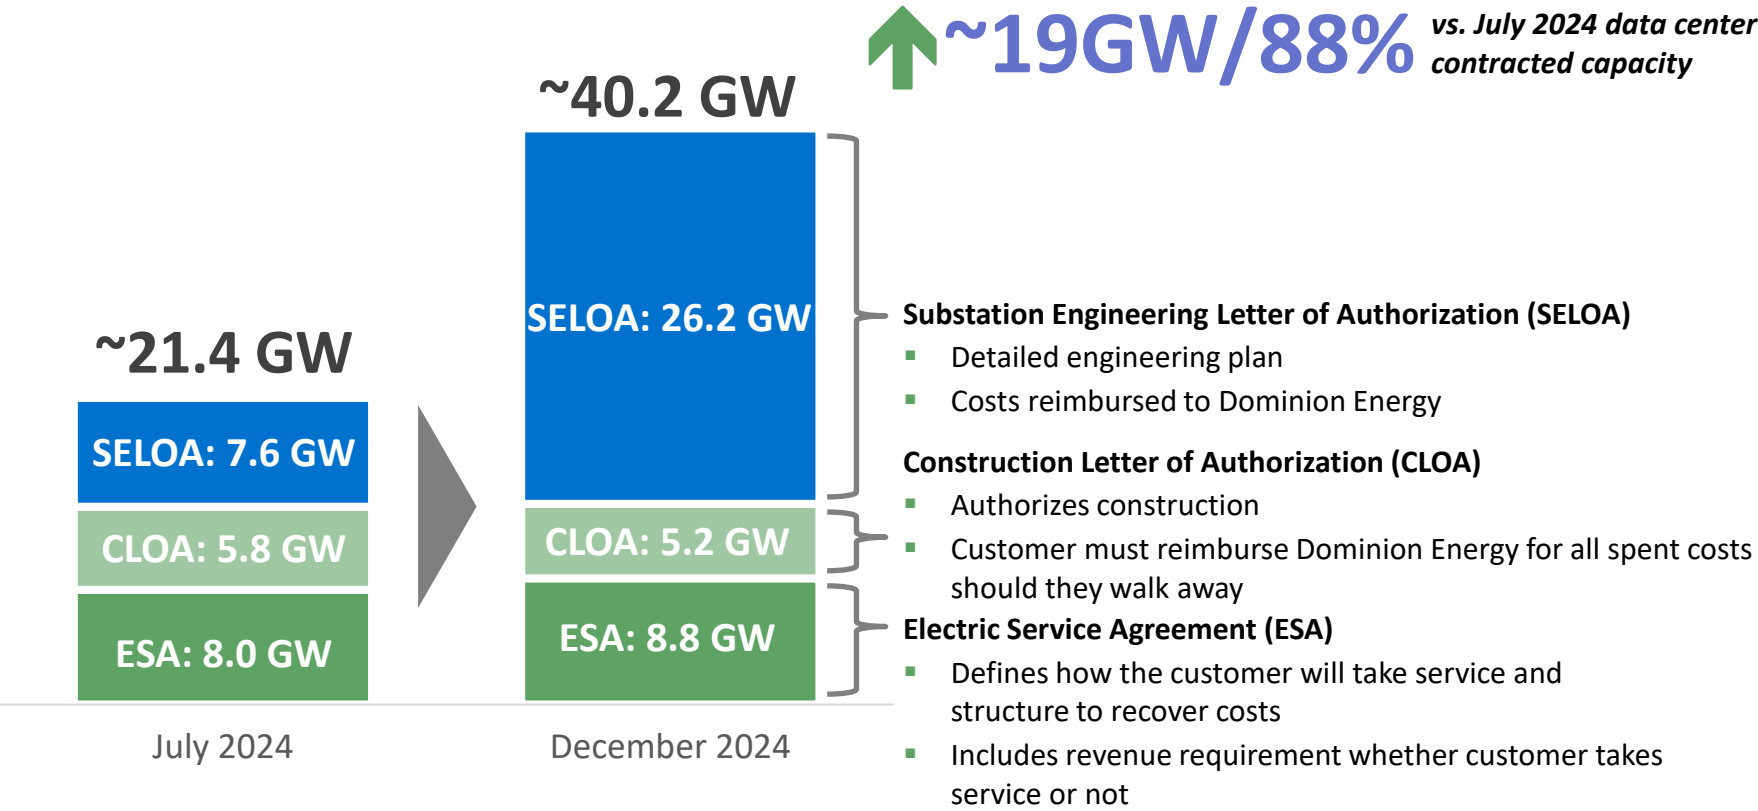 ~19GW/88%
vs. July 2024 data center
contracted capacity
~40.2 GW
SELOA: 26.2 GW
CLOA: 5.2 GW
ESA: 8.8 GW
December 2024
~21.4 GW
SELOA: 7.6 GW
CLOA: 5.8 GW
ESA: 8.0 GW
July 2024
Substation Engineering Letter of Authorization (SELOA)
▪ Detailed engineering plan
▪ Costs reimbursed to Dominion Energy
Construction Letter of Authorization (CLOA)
▪ Authorizes construction
▪ Customer must reimburse Dominion Energy for all spent costs
should they walk away
Electric Service Agreement (ESA)
▪ Defines how the customer will take service and
structure to recover costs
▪ Includes revenue requirement whether customer takes
service or not